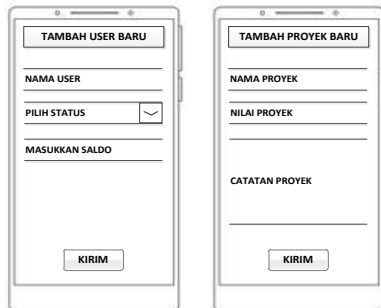 TAMBAH USER BARU
NAMA USER
PILIH STATUS
MASUKKAN SALDO
KIRIM
TAMBAH PROYEK BARU
NAMA PROYEK
NILAI PROYEK
CATATAN PROYEK
KIRIM